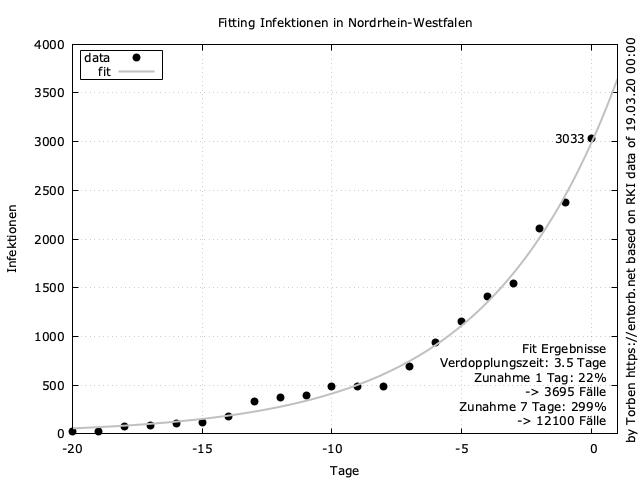 Fitting Infektionen in Nordrhein-Westfalen
4000
3500
3000
2500
2000
1500
1000
500
0
Infektionen
data
fit
3033
Fit Ergebnisse
Verdopplungszeit: 3.5 Tage
Zunahme 1 Tag: 22%
-> 3695 Fälle
Zunahme 7 Tage: 299%
-> 12100 Fälle
-20 -15 -10 -5 0
Tage
by Torben https://entorb.net based on RKI data of 19.03.20 00:00